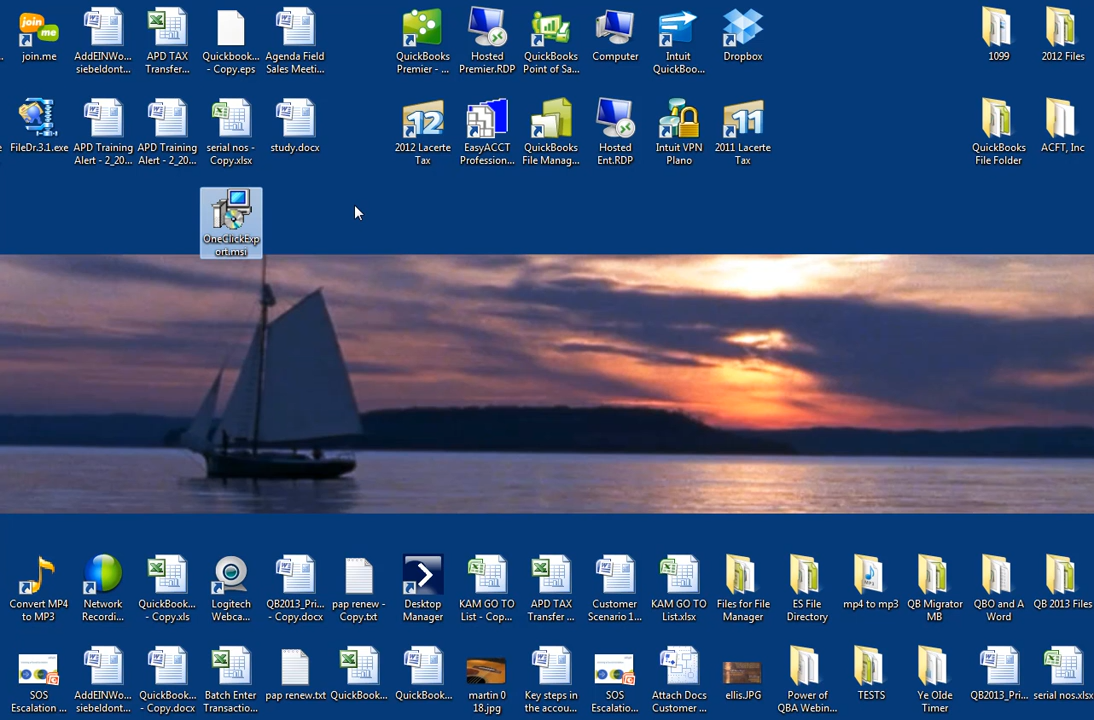 join.me
AddEINWo...
siebeldont...
APD TAX
Transfer...
Quickbook...
- Copy.eps
Agenda Field
Sales Meeti...
QuickBooks
Premier - ...
Hosted
Premier.RDP
QuickBooks
Point of Sa...
Computer
Intuit
QuickBoo...
Dropbox
1099
2012 Files
FileDr.3.1.exe
APD Training
Alert - 2_20...
APD Training
Alert - 2_20...
serial nos -
Copy.xlsx
study.docx
12
2012 Lacerte
Tax
EasyACCT
Profession...
QuickBooks
File Manag...
Hosted
Ent.RDP
Intuit VPN
Plano
11
2011 Lacerte
Tax
QuickBooks
File Folder
ACFT, Inc
OneClickExp
ort.msi
Convert MP4
to MP3
Network
Recordi...
QuickBook...
- Copy.xls
Logitech
Webca...
QB2013_Pri...
- Copy.docx
pap renew -
Copy.txt
Desktop
Manager
KAM GO TO
List - Cop...
APD TAX
Transfer ...
Customer
Scenario 1...
KAM GO TO
List.xlsx
Files for File
Manager
ES File
Directory
mp4 to mp3
QB Migrator
MB
QBO and A
Word
QB 2013 Files
SOS
Escalation ...
AddEINWo...
siebeldont...
QuickBook...
- Copy.docx
Batch Enter
Transactio...
pap renew.txt
QuickBook...
QuickBook...
martin 0
18.jpg
Key steps in
the accou...
SOS
Escalatio...
Attach Docs
Customer ...
ellis.JPG
Power of
QBA Webin...
TESTS
Ye Olde
Timer
QB2013_Pri...
serial nos.xlsx